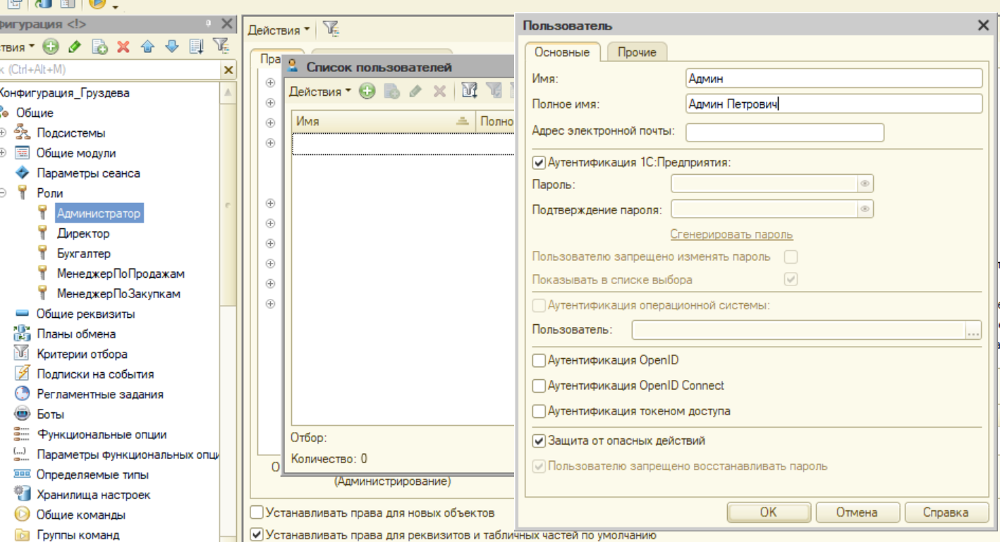 фигурация <!>
ствия
к (Ctrl+Alt+M)
Конфигурация_Груздева
Общие
Подсистемы
Общие модули
Параметры сеанса
Роли
Администратор
Директор
Бухгалтер
МенеджерПоПродажам
МенеджерПоЗакупкам
Общие реквизиты
Планы обмена
Критерии отбора
Подписки на события
Регламентные задания
Боты
Функциональные опции
Параметры функциональных опци
Определяемые типы
Хранилища настроек
Общие команды
Группы команд
Действия
Пра
Список пользователей
Действия
Имя
Полно
Отбор:
Количество: 0
О
(Администрирование)
Устанавливать права для новых объектов
Устанавливать права для реквизитов и табличных частей по умолчанию
Пользователь
Основные Прочие
Имя: Админ
Полное имя: Админ Петрович
Адрес электронной почты:
Аутентификация 1С:Предприятия:
Пароль:
Подтверждение пароля:
Сгенерировать пароль
Пользователю запрещено изменять пароль
Показывать в списке выбора
Аутентификация операционной системы:
Пользователь: ...
Аутентификация OpenID
Аутентификация OpenID Connect
Аутентификация токеном доступа
Защита от опасных действий
Пользователю запрещено восстанавливать пароль
OK Отмена Справка